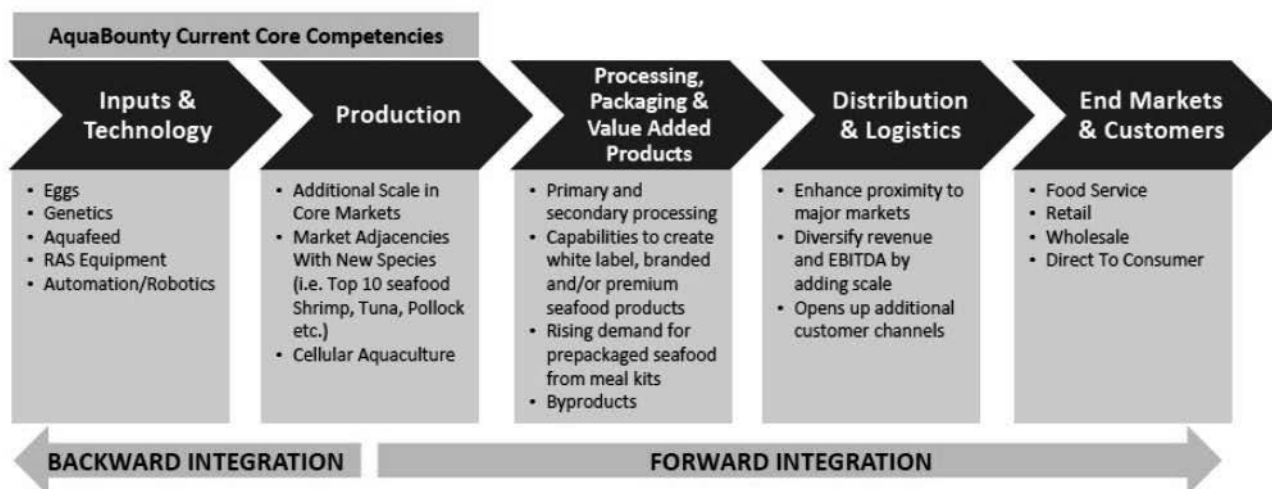 AquaBounty Current Core Competencies
Inputs &
Technology
Production
Processing,
Packaging &
Value Added
Products
Distribution
& Logistics
End Markets
& Customers
• Eggs
• Genetics
• Aquafeed
• RAS Equipment
• Automation/Robotics
• Additional Scale in
Core Markets
• Market Adjacencies
With New Species
(i.e. Top 10 seafood
Shrimp, Tuna, Pollock
etc.)
• Cellular Aquaculture
• Primary and
secondary processing
• Capabilities to create
white label, branded
and/or premium
seafood products
• Rising demand for
prepackaged seafood
from meal kits
• Byproducts
• Enhance proximity to
major markets
• Diversify revenue
and EBITDA by
adding scale
• Opens up additional
customer channels
• Food Service
• Retail
• Wholesale
• Direct To Consumer
BACKWARD INTEGRATION
FORWARD INTEGRATION